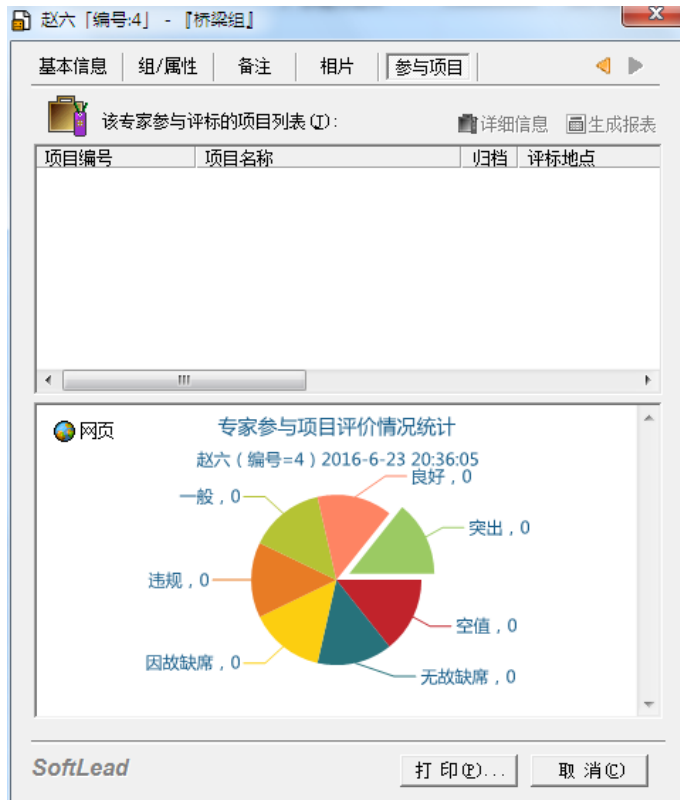 赵六「编号:4」 - 『桥梁组』
基本信息 组/属性 备注 相片 参与项目
该专家参与评标的项目列表(J): 详细信息 生成报表
项目编号 项目名称 归档 评标地点
网页 专家参与项目评价情况统计
赵六（编号=4）2016-6-23 20:36:05
良好，0
一般，0
突出，0
违规，0
空值，0
因故缺席，0
无故缺席，0
SoftLead 打 印(P)... 取 消(C)